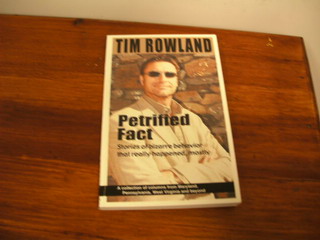 TIM ROWLAND
Petrified
Fact
Stories of bizarre behavior
that really happened, mostly
A collection of columns from Maryland,
Pennsylvania, West Virginia and beyond